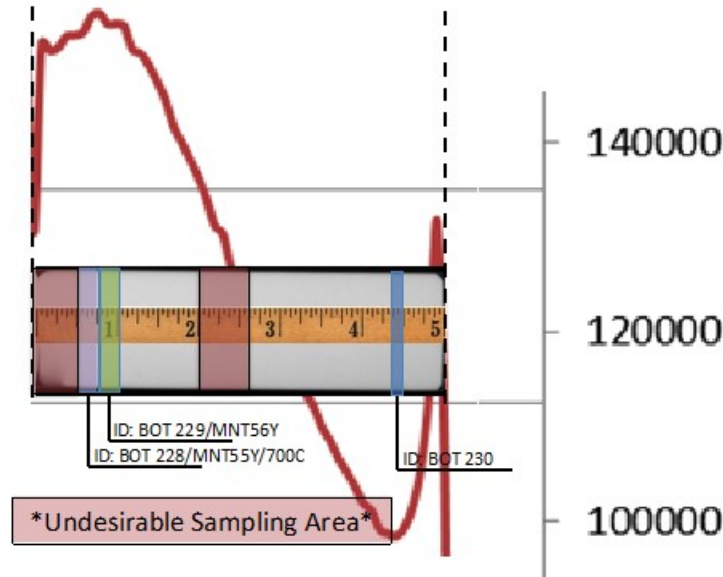 140000
1 2 3 4 5
120000
ID: BOT 229/MNT56Y
ID: BOT 228/MNT55Y/700C
ID: BOT 230
*Undesirable Sampling Area*
100000